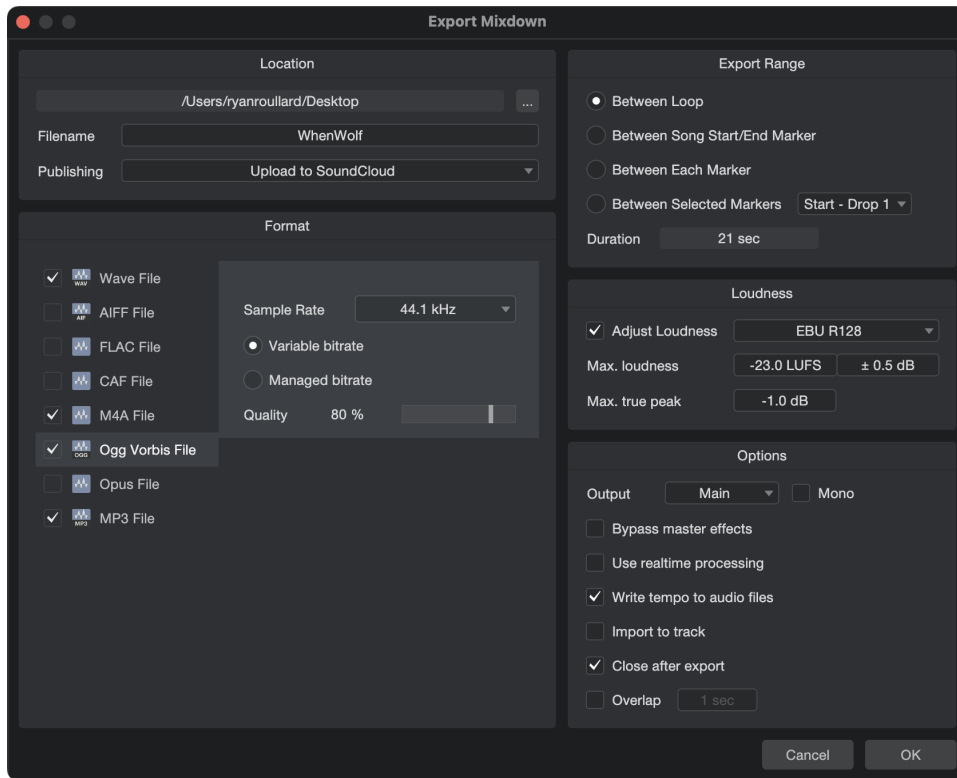 Export Mixdown
Location
/Users/ryanroullard/Desktop
...
Filename
WhenWolf
Publishing
Upload to SoundCloud
Format
WAV
Wave File
AIF
AIFF File
FLAC File
CAF File
M4A File
OGG
Ogg Vorbis File
Opus File
MP3
MP3 File
Sample Rate
44.1 kHz
Variable bitrate
Managed bitrate
Quality
80 %
Export Range
Between Loop
Between Song Start/End Marker
Between Each Marker
Between Selected Markers
Start - Drop 1
Duration
21 sec
Loudness
Adjust Loudness
EBU R128
Max. loudness
-23.0 LUFS
± 0.5 dB
Max. true peak
-1.0 dB
Options
Output
Main
Mono
Bypass master effects
Use realtime processing
Write tempo to audio files
Import to track
Close after export
Overlap
1 sec
Cancel
OK